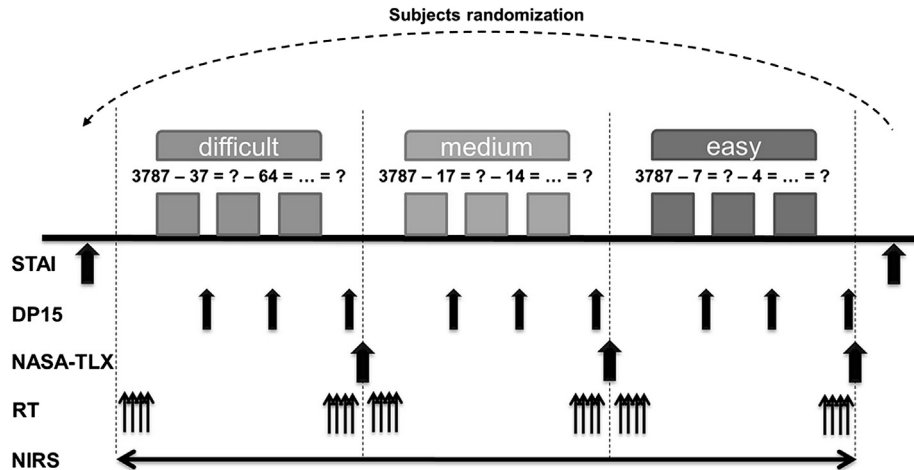 Subjects randomization
difficult
medium
easy
3787 – 37 = ? – 64 = ... = ?
3787 – 17 = ? – 14 = ... = ?
3787 – 7 = ? – 4 = ... = ?
STAI
DP15
NASA-TLX
RT
NIRS